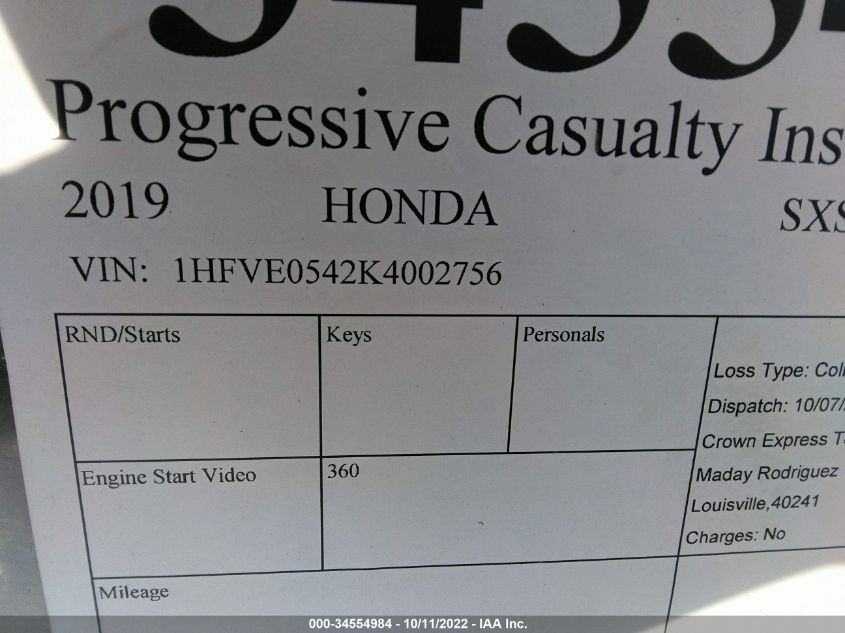 Progressive Casualty Ins
2019 HONDA SXS
VIN: 1HFVE0542K4002756
RND/Starts Keys Personals
Loss Type: Coll
Dispatch: 10/07/
Crown Express T
Maday Rodriguez
Louisville,40241
Charges: No
Engine Start Video 360
Mileage
000-34554984 - 10/11/2022 - IAA Inc.